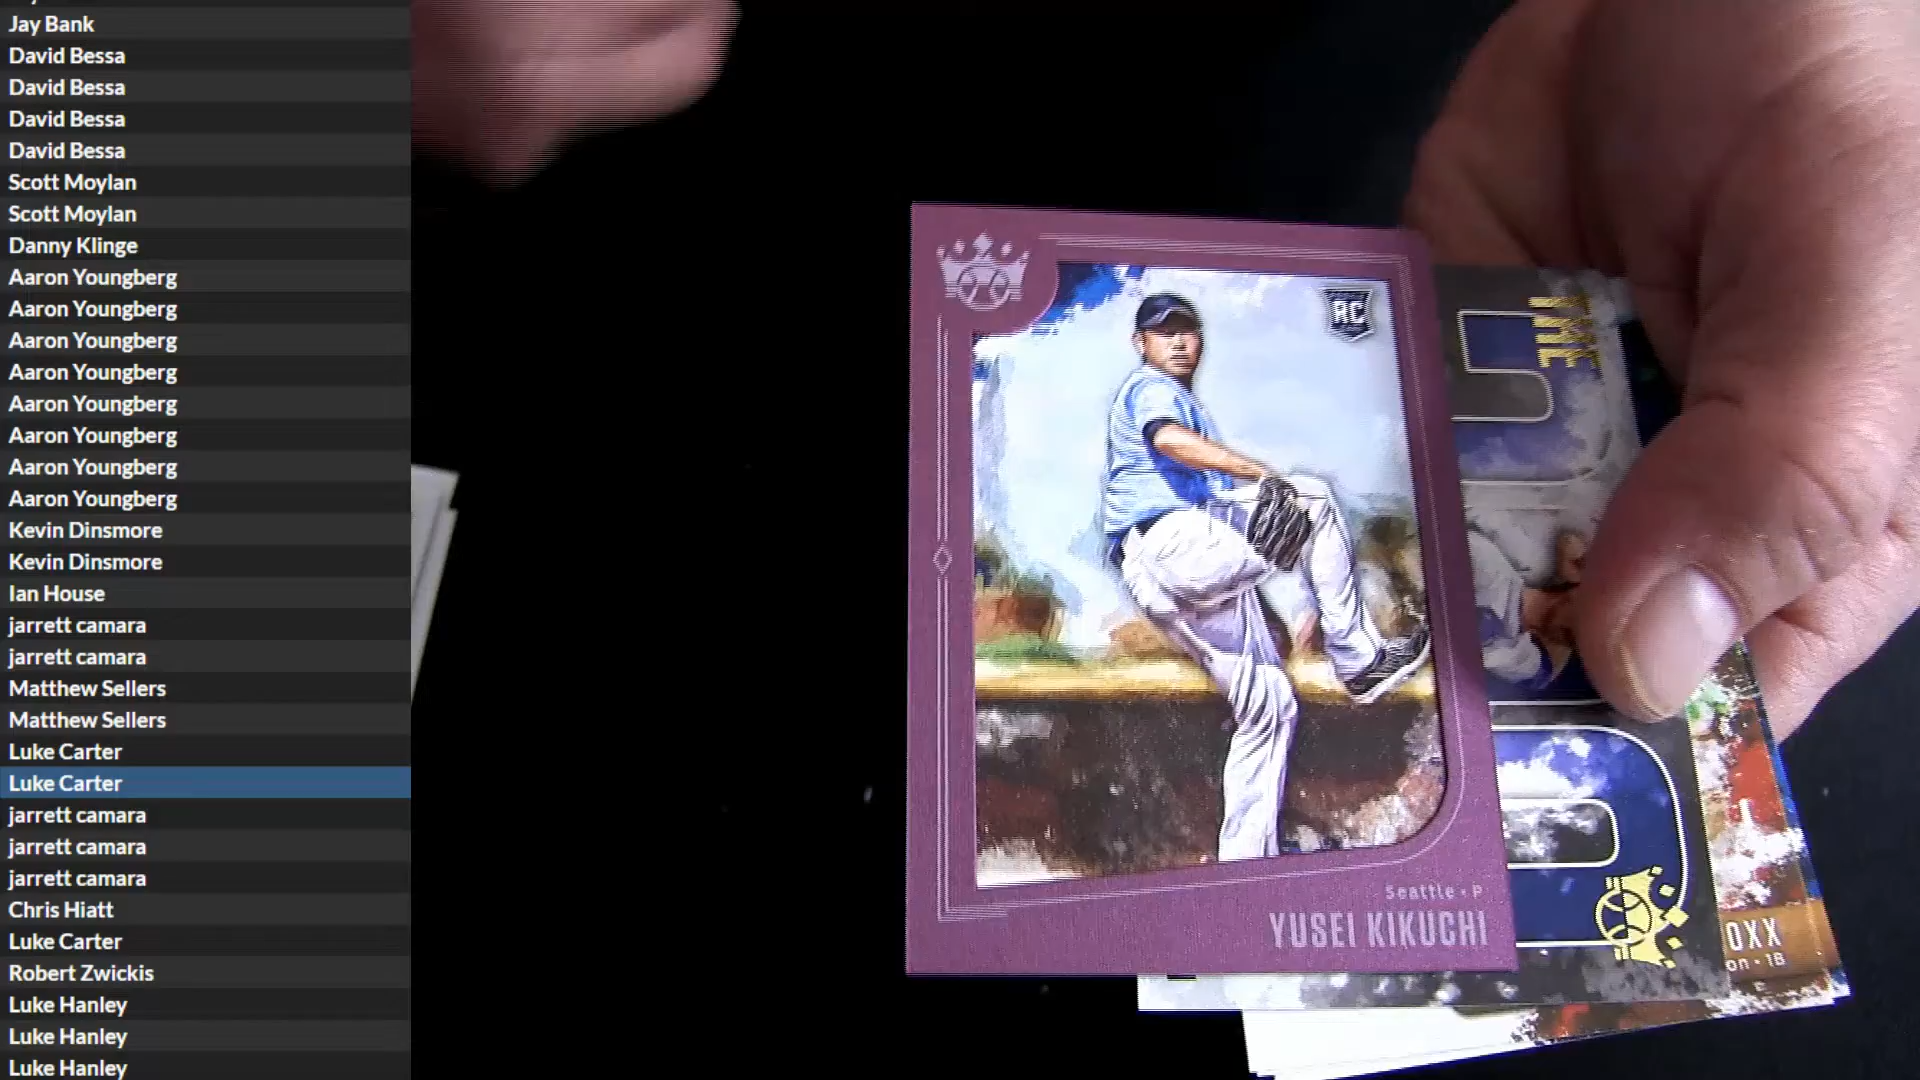 Jay Bank
David Bessa
David Bessa
David Bessa
David Bessa
Scott Moylan
Scott Moylan
Danny Klinge
Aaron Youngberg
Aaron Youngberg
Aaron Youngberg
Aaron Youngberg
Aaron Youngberg
Aaron Youngberg
Aaron Youngberg
Aaron Youngberg
Kevin Dinsmore
Kevin Dinsmore
Ian House
jarrett camara
jarrett camara
Matthew Sellers
Matthew Sellers
Luke Carter
Luke Carter
jarrett camara
jarrett camara
jarrett camara
Chris Hiatt
Luke Carter
Robert Zwickis
Luke Hanley
Luke Hanley
Luke Hanley
RC
Seattle • P
YUSEI KIKUCHI
THE
OXX
on • 1B